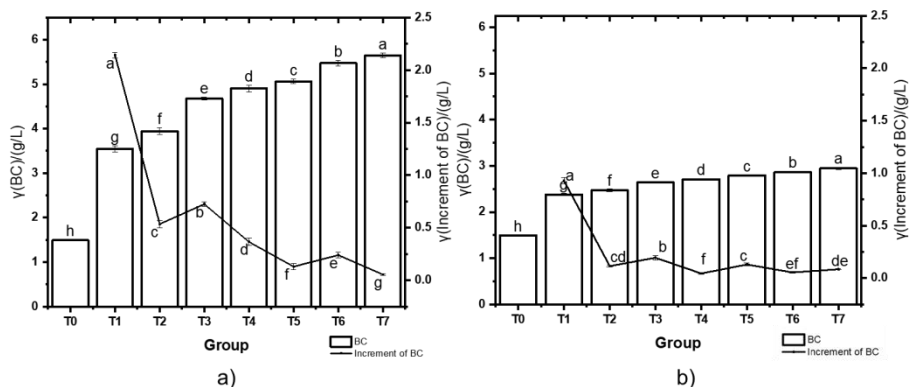 γ(BC)/(g/L)
6
5
4
3
2
1
0
h
g
f
e
d
c
b
a
a
c
b
d
f
e
g
2.5
2.0
1.5
1.0
0.5
0.0
γ(Increment of BC)/(g/L)
T0 T1 T2 T3 T4 T5 T6 T7
Group
BC
Increment of BC
a)
γ(BC)/(g/L)
6
5
4
3
2
1
0
h
g
f
e
d
c
b
a
a
cd
b
f
c
ef
de
2.5
2.0
1.5
1.0
0.5
0.0
γ(Increment of BC)/(g/L)
T0 T1 T2 T3 T4 T5 T6 T7
Group
BC
Increment of BC
b)